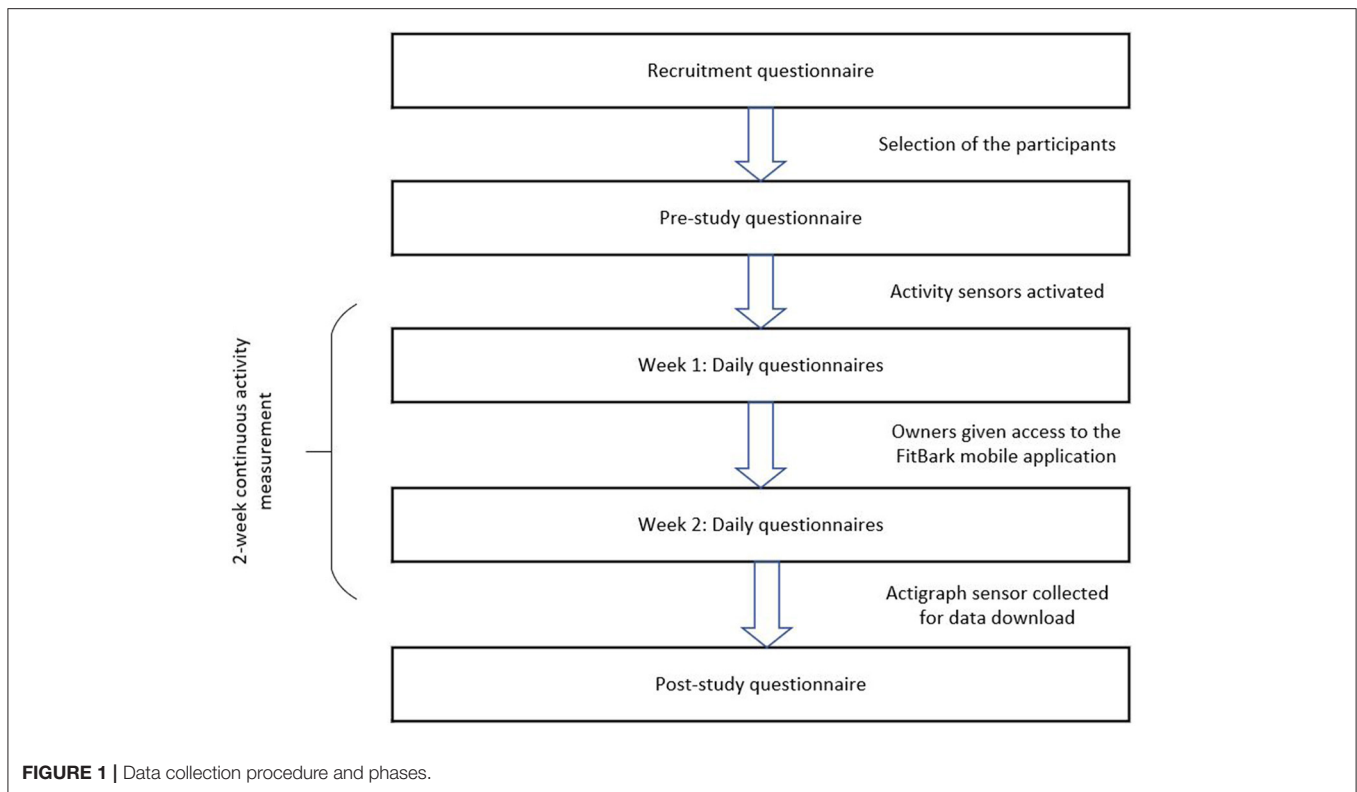 Recruitment questionnaire
Selection of the participants
Pre-study questionnaire
Activity sensors activated
2-week continuous activity
measurement
Week 1: Daily questionnaires
Owners given access to the
FitBark mobile application
Week 2: Daily questionnaires
Actigraph sensor collected
for data download
Post-study questionnaire
FIGURE 1 | Data collection procedure and phases.